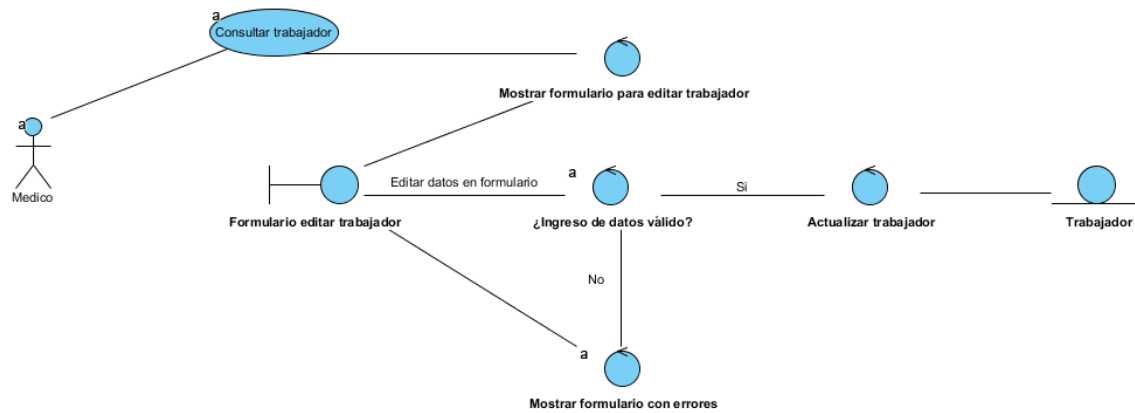 a
Consultar trabajador
Mostrar formulario para editar trabajador
a
Medico
Formulario editar trabajador
Editar datos en formulario
a
¿Ingreso de datos válido?
Si
Actualizar trabajador
Trabajador
No
a
Mostrar formulario con errores